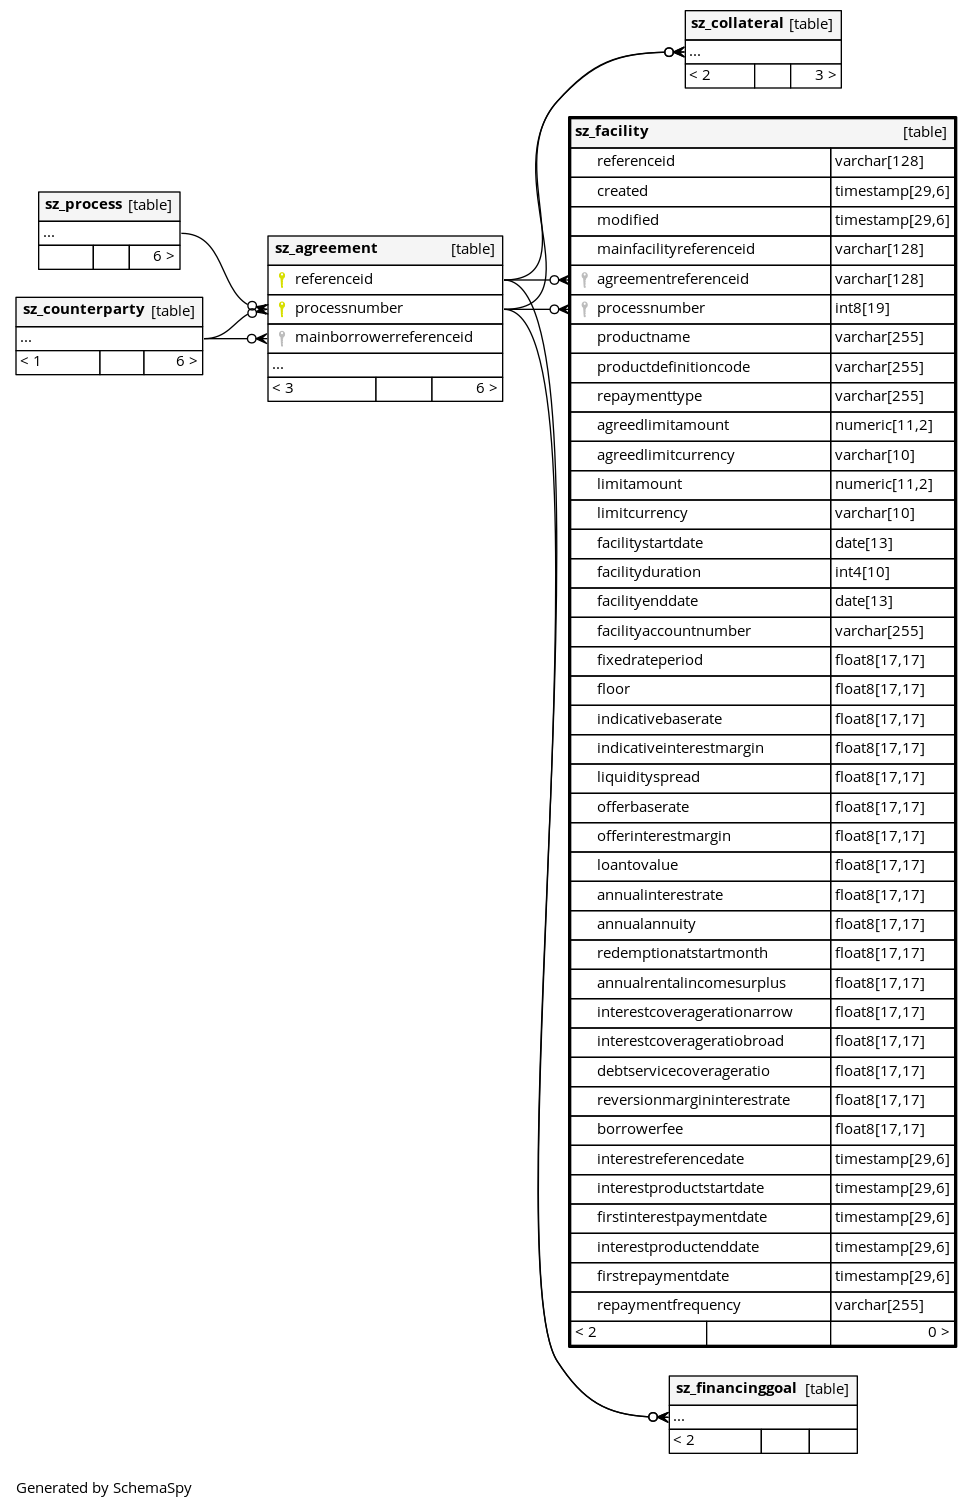 sz_collateral [table]
...
< 2 3 >
sz_facility [table]
referenceid varchar[128]
created timestamp[29,6]
modified timestamp[29,6]
mainfacilityreferenceid varchar[128]
agreementreferenceid varchar[128]
processnumber int8[19]
productname varchar[255]
productdefinitioncode varchar[255]
repaymenttype varchar[255]
agreedlimitamount numeric[11,2]
agreedlimitcurrency varchar[10]
limitamount numeric[11,2]
limitcurrency varchar[10]
facilitystartdate date[13]
facilityduration int4[10]
facilityenddate date[13]
facilityaccountnumber varchar[255]
fixedrateperiod float8[17,17]
floor float8[17,17]
indicativebaserate float8[17,17]
indicativeinterestmargin float8[17,17]
liquidityspread float8[17,17]
offerbaserate float8[17,17]
offerinterestmargin float8[17,17]
loantovalue float8[17,17]
annualinterestrate float8[17,17]
annualannuity float8[17,17]
redemptionatstartmonth float8[17,17]
annualrentalincomesurplus float8[17,17]
interestcoveragerationarrow float8[17,17]
interestcoverageratiobroad float8[17,17]
debtservicecoverageratio float8[17,17]
reversionmargininterestrate float8[17,17]
borrowerfee float8[17,17]
interestreferencedate timestamp[29,6]
interestproductstartdate timestamp[29,6]
firstinterestpaymentdate timestamp[29,6]
interestproductenddate timestamp[29,6]
firstrepaymentdate timestamp[29,6]
repaymentfrequency varchar[255]
< 2 0 >
sz_process [table]
...
6 >
sz_counterparty [table]
...
< 1 6 >
sz_agreement [table]
referenceid
processnumber
mainborrowerreferenceid
...
< 3 6 >
sz_financinggoal [table]
...
< 2
Generated by SchemaSpy